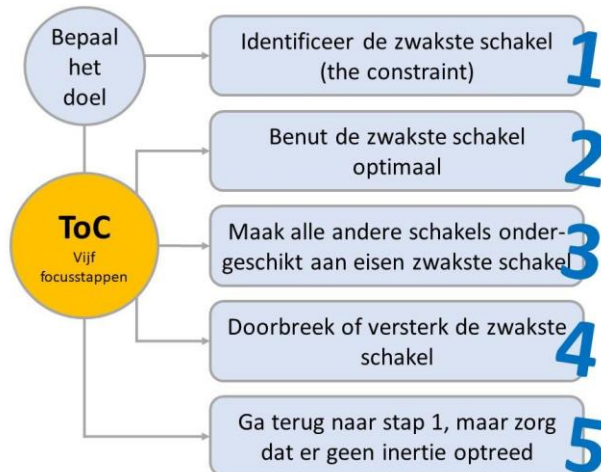 Bepaal
het
doel
Identificeer de zwakste schakel
(the constraint)
1
Benut de zwakste schakel
optimaal
2
ToC
Vijf
focusstappen
Maak alle andere schakels onder-
geschikt aan eisen zwakste schakel
3
Doorbreek of versterk de zwakste
schakel
4
Ga terug naar stap 1, maar zorg
dat er geen inertie optreed
5